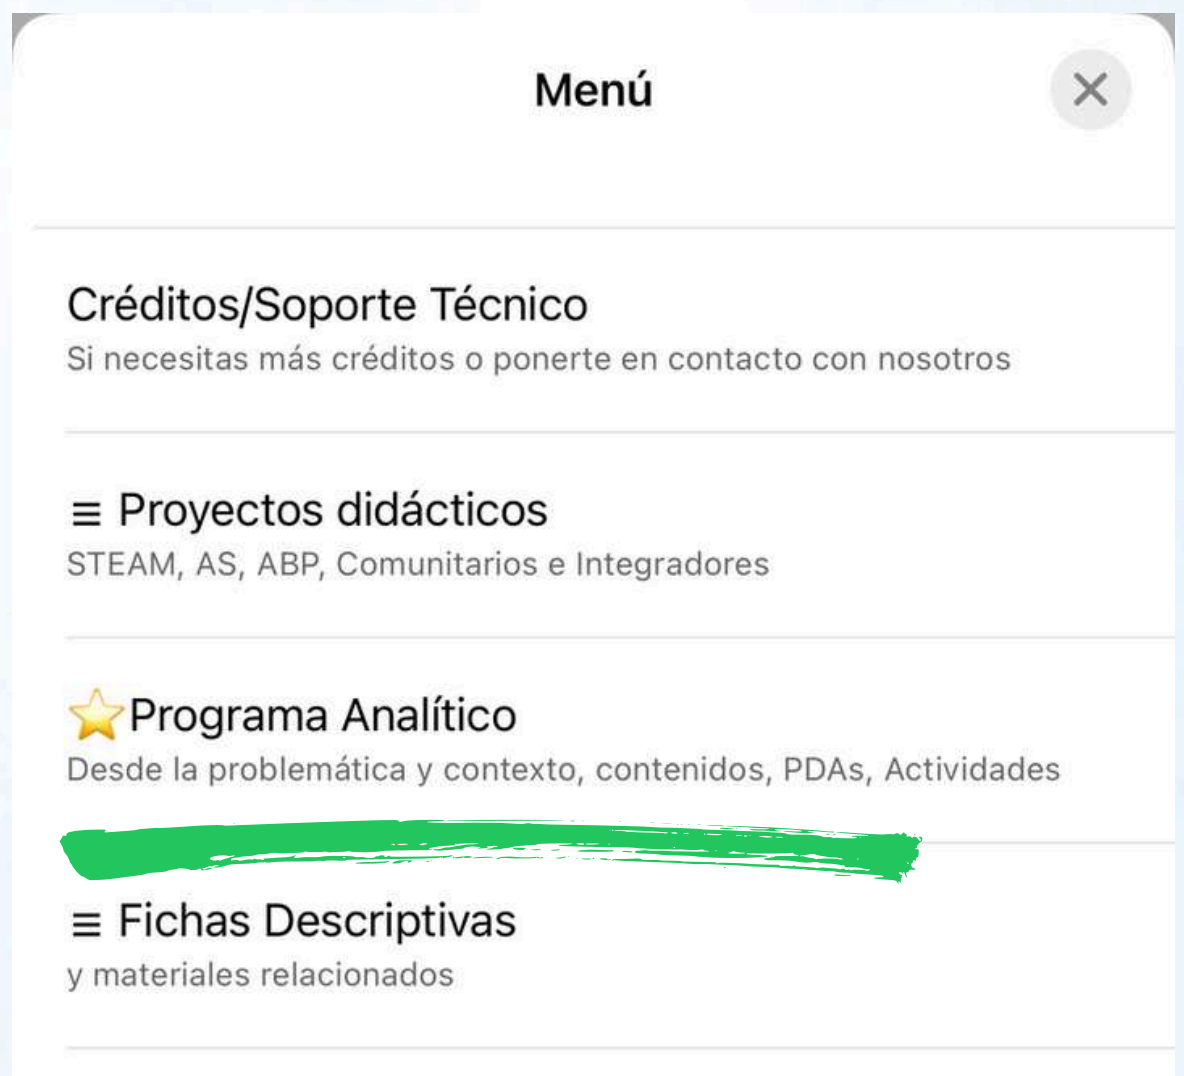 Menú
Créditos/Soporte Técnico
Si necesitas más créditos o ponerte en contacto con nosotros
≡ Proyectos didácticos
STEAM, AS, ABP, Comunitarios e Integradores
⭐Programa Analítico
Desde la problemática y contexto, contenidos, PDAs, Actividades
≡ Fichas Descriptivas
y materiales relacionados